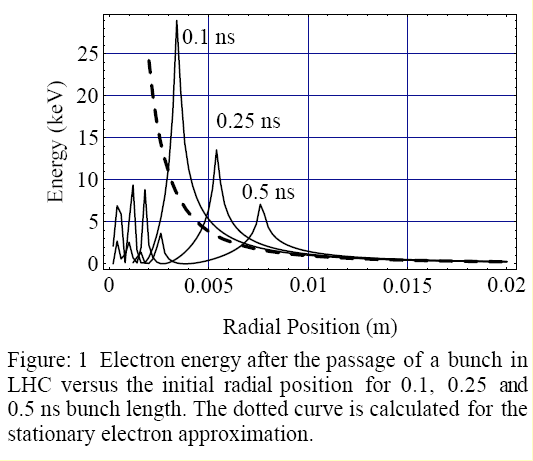 0.1 ns
0.25 ns
0.5 ns
Energy (keV)
25
20
15
10
5
0
0
0.005
0.01
0.015
0.02
Radial Position (m)
Figure: 1 Electron energy after the passage of a bunch in
LHC versus the initial radial position for 0.1, 0.25 and
0.5 ns bunch length. The dotted curve is calculated for the
stationary electron approximation.